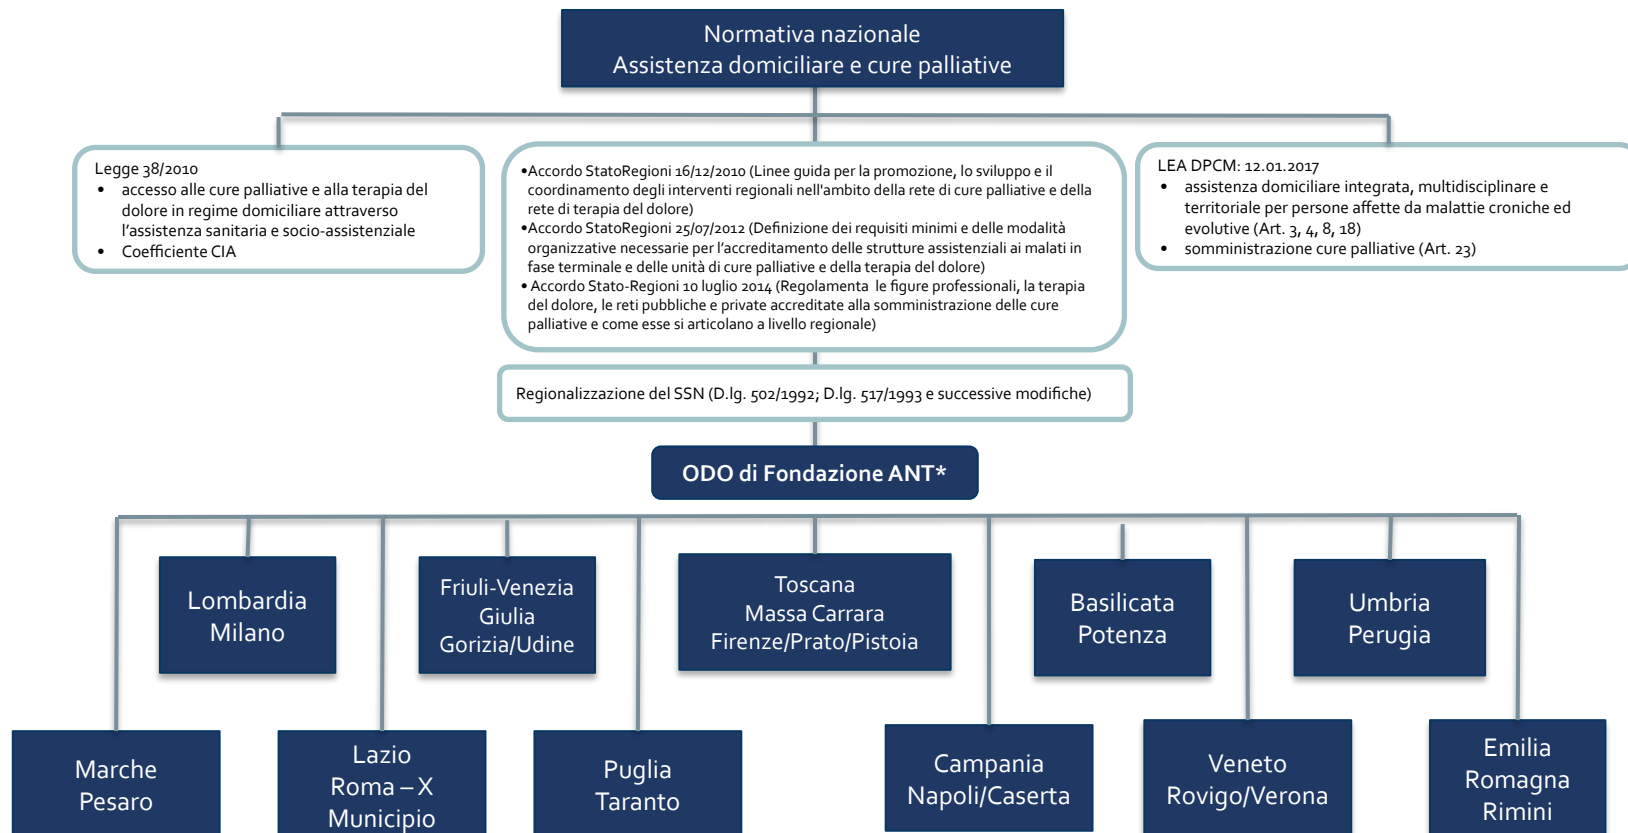 Normativa nazionale
Assistenza domiciliare e cure palliative
Legge 38/2010
• accesso alle cure palliative e alla terapia del
dolore in regime domiciliare attraverso
l'assistenza sanitaria e socio-assistenziale
• Coefficiente CIA
•Accordo StatoRegioni 16/12/2010 (Linee guida per la promozione, lo sviluppo e il
coordinamento degli interventi regionali nell'ambito della rete di cure palliative e della
rete di terapia del dolore)
•Accordo StatoRegioni 25/07/2012 (Definizione dei requisiti minimi e delle modalità
organizzative necessarie per l'accreditamento delle strutture assistenziali ai malati in
fase terminale e delle unità di cure palliative e della terapia del dolore)
• Accordo Stato-Regioni 10 luglio 2014 (Regolamenta le figure professionali, la terapia
del dolore, le reti pubbliche e private accreditate alla somministrazione delle cure
palliative e come esse si articolano a livello regionale)
LEA DPCM: 12.01.2017
• assistenza domiciliare integrata, multidisciplinare e
territoriale per persone affette da malattie croniche ed
evolutive (Art. 3, 4, 8, 18)
• somministrazione cure palliative (Art. 23)
Regionalizzazione del SSN (D.lg. 502/1992; D.lg. 517/1993 e successive modifiche)
ODO di Fondazione ANT*
Lombardia
Milano
Friuli-Venezia
Giulia
Gorizia/Udine
Toscana
Massa Carrara
Firenze/Prato/Pistoia
Basilicata
Potenza
Umbria
Perugia
Marche
Pesaro
Lazio
Roma – X
Municipio
Puglia
Taranto
Campania
Napoli/Caserta
Veneto
Rovigo/Verona
Emilia
Romagna
Rimini